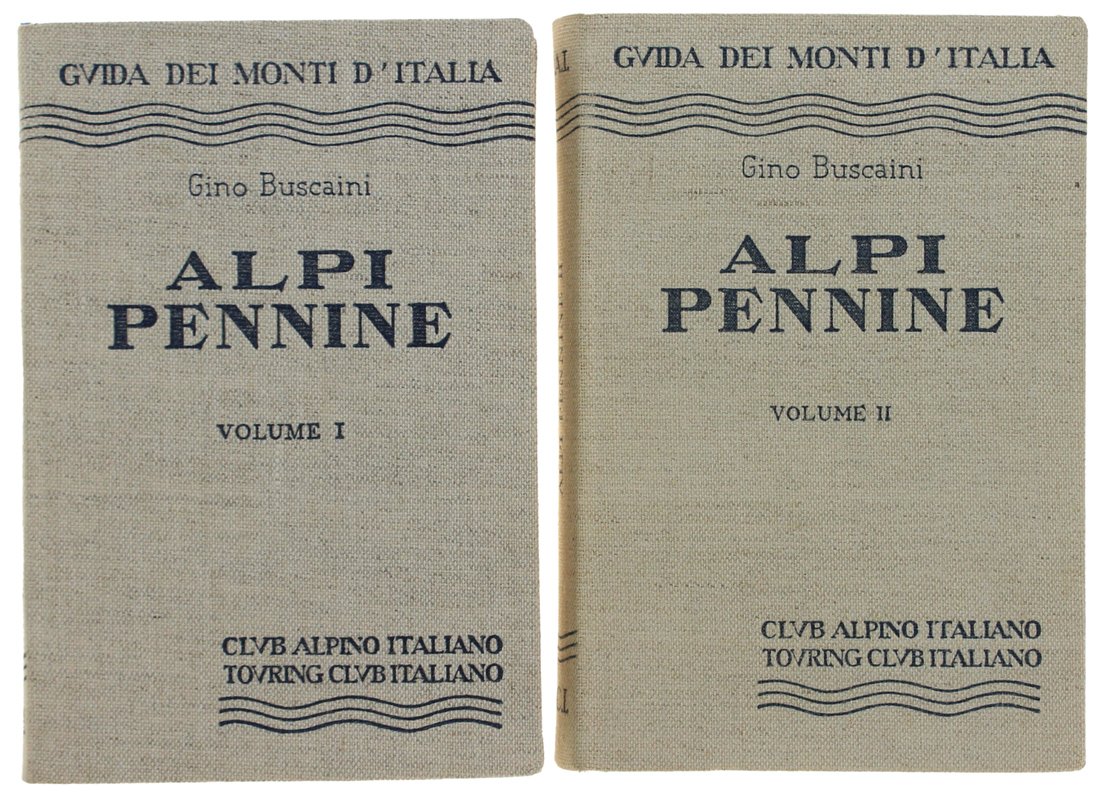 GVIDA DEI MONTI D'ITALIA
Gino Buscaini
ALPI
PENNINE
VOLUME I
CLVB ALPINO ITALIANO
TOVRING CLVB ITALIANO
GVIDA DEI MONTI D'ITALIA
Gino Buscaini
ALPI
PENNINE
VOLUME II
CLVB ALPINO ITALIANO
TOVRING CLVB ITALIANO